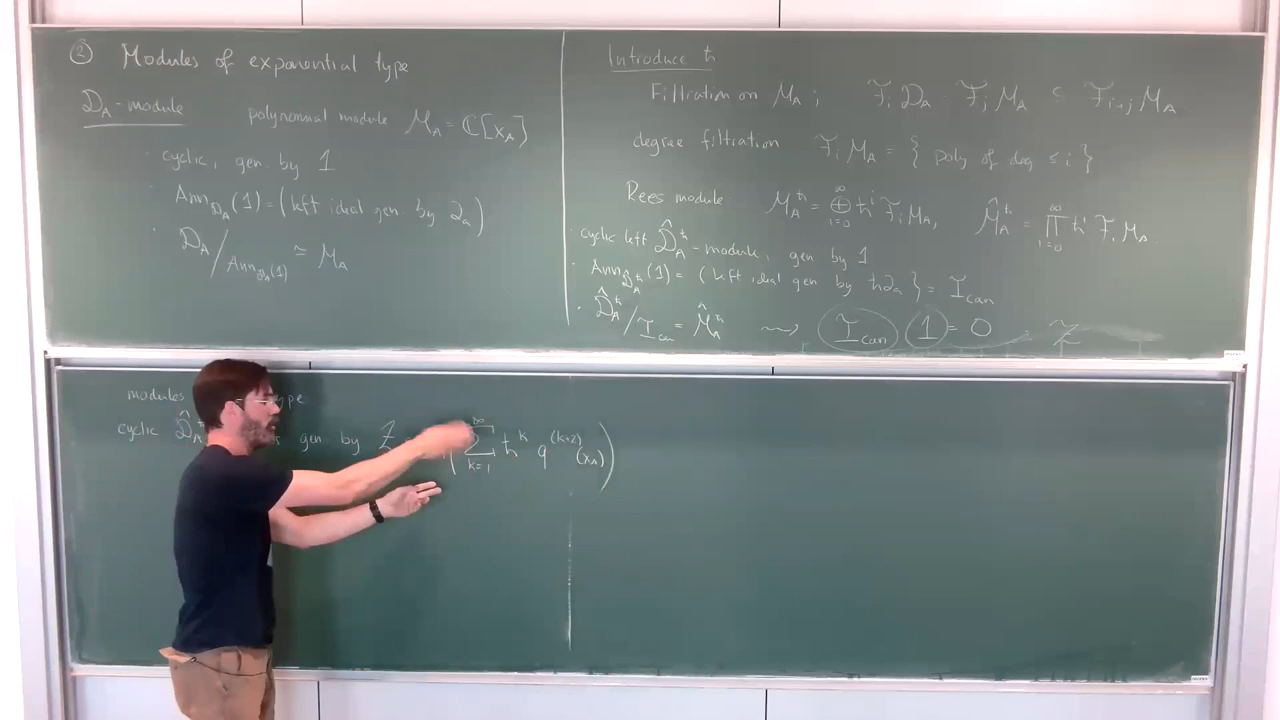 ② Modules of exponential type
D_A-module polynomial module M_A = ℂ[x_A]
· cyclic, gen. by 1
· Ann_{D_A}(1) = (left ideal gen. by ∂_a)
· D_A / Ann_{D_A}(1) ≃ M_A
Introduce ħ
Filtration on M_A ; F_i D_A · F_j M_A ⊂ F_{i+j} M_A
degree filtration F_i M_A = { poly of deg ≤ i }
Rees module M_A^ħ = ⊕_{i=0}^∞ ħ^i F_i M_A, M̂_A^ħ = ∏_{i=0}^∞ ħ^i F_i M_A.
· cyclic left D̂_A^ħ-module, gen by 1
· Ann_{D̂_A^ħ}(1) = (left ideal gen by ħ∂_a } = I_can
· D̂_A^ħ / I_can = M̂_A^ħ ⇝ I_can 1 = 0 Z
modules type
cyclic D̂_A gen by Z ( ∑_{k=1}^∞ ħ^k q^{(k+2)}(x_A) )